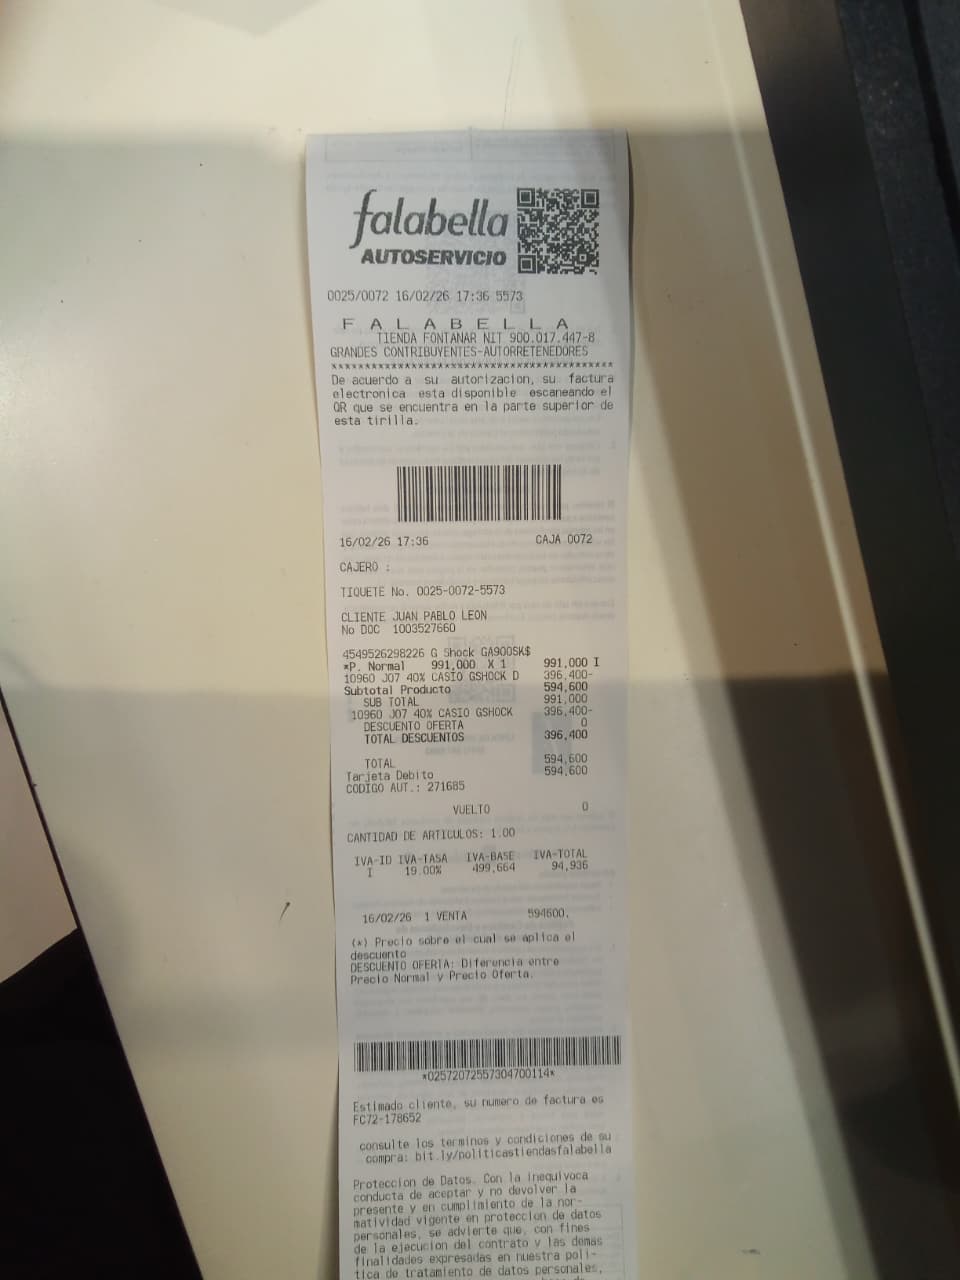 falabella
AUTOSERVICIO
0025/0072 16/02/26 17:36 5573
F A L A B E L L A
TIENDA FONTANAR NIT 900.017.447-8
GRANDES CONTRIBUYENTES-AUTORRETENEDORES
******************************************
De acuerdo a su autorizacion, su factura
electronica esta disponible escaneando el
QR que se encuentra en la parte superior de
esta tirilla.
16/02/26 17:36 CAJA 0072
CAJERO :
TIQUETE No. 0025-0072-5573
CLIENTE JUAN PABLO LEON
No DOC 1003527660
4549526298226 G Shock GA900SK$
*P. Normal 991,000 X 1 991,000 I
10960 J07 40% CASIO GSHOCK D 396,400-
Subtotal Producto 594,600
SUB TOTAL 991,000
10960 J07 40% CASIO GSHOCK 396,400-
DESCUENTO OFERTA 0
TOTAL DESCUENTOS 396,400
TOTAL 594,600
Tarjeta Debito 594,600
CODIGO AUT.: 271685
VUELTO 0
CANTIDAD DE ARTICULOS: 1.00
IVA-ID IVA-TASA IVA-BASE IVA-TOTAL
I 19.00% 499,664 94,936
16/02/26 1 VENTA 594600.
(*) Precio sobre el cual se aplica el
descuento
DESCUENTO OFERTA: Diferencia entre
Precio Normal y Precio Oferta.
*02572072557304700114*
Estimado cliente, su numero de factura es
FC72-178652
consulte los terminos y condiciones de su
compra: bit.ly/politicastiendasfalabella
Proteccion de Datos. Con la inequivoca
conducta de aceptar y no devolver la
presente y en cumplimiento de la nor-
matividad vigente en proteccion de datos
personales, se advierte que, con fines
de la ejecucion del contrato y las demas
finalidades expresadas en nuestra poli-
tica de tratamiento de datos personales,